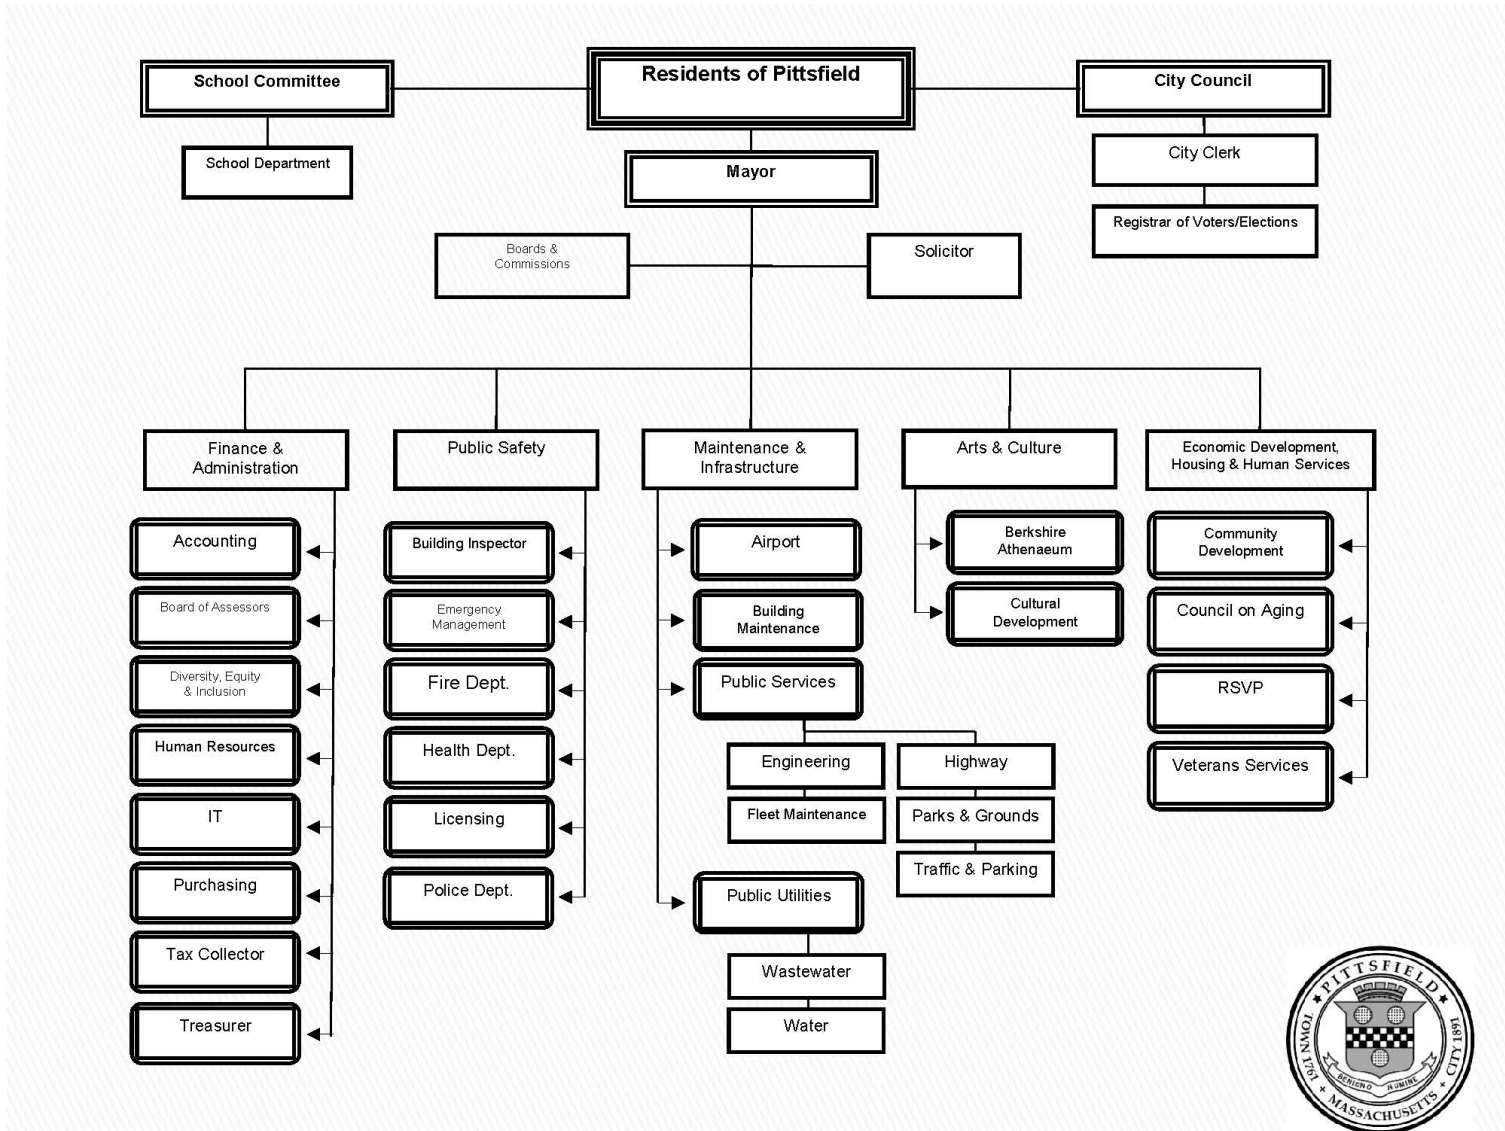 School Committee
Residents of Pittsfield
City Council
School Department
Mayor
City Clerk
Registrar of Voters/Elections
Boards &
Commissions
Solicitor
Finance &
Administration
Public Safety
Maintenance &
Infrastructure
Arts & Culture
Economic Development,
Housing & Human Services
Accounting
Board of Assessors
Diversity, Equity
& Inclusion
Human Resources
IT
Purchasing
Tax Collector
Treasurer
Building Inspector
Emergency
Management
Fire Dept.
Health Dept.
Licensing
Police Dept.
Airport
Building
Maintenance
Public Services
Engineering
Fleet Maintenance
Highway
Parks & Grounds
Traffic & Parking
Public Utilities
Wastewater
Water
Berkshire
Athenaeum
Cultural
Development
Community
Development
Council on Aging
RSVP
Veterans Services
PITTSFIELD
TOWN 1761
CITY 1891
MASSACHUSETTS
BENIGNO NUMINE